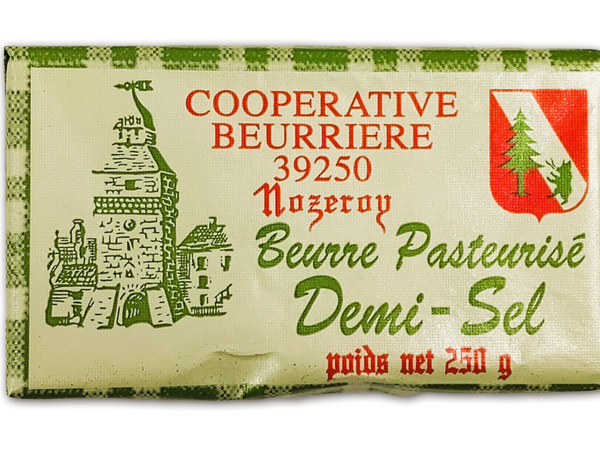 COOPERATIVE
BEURRIERE
39250
Nozeroy
Beurre Pasteurisé
Demi-Sel
poids net 250 g